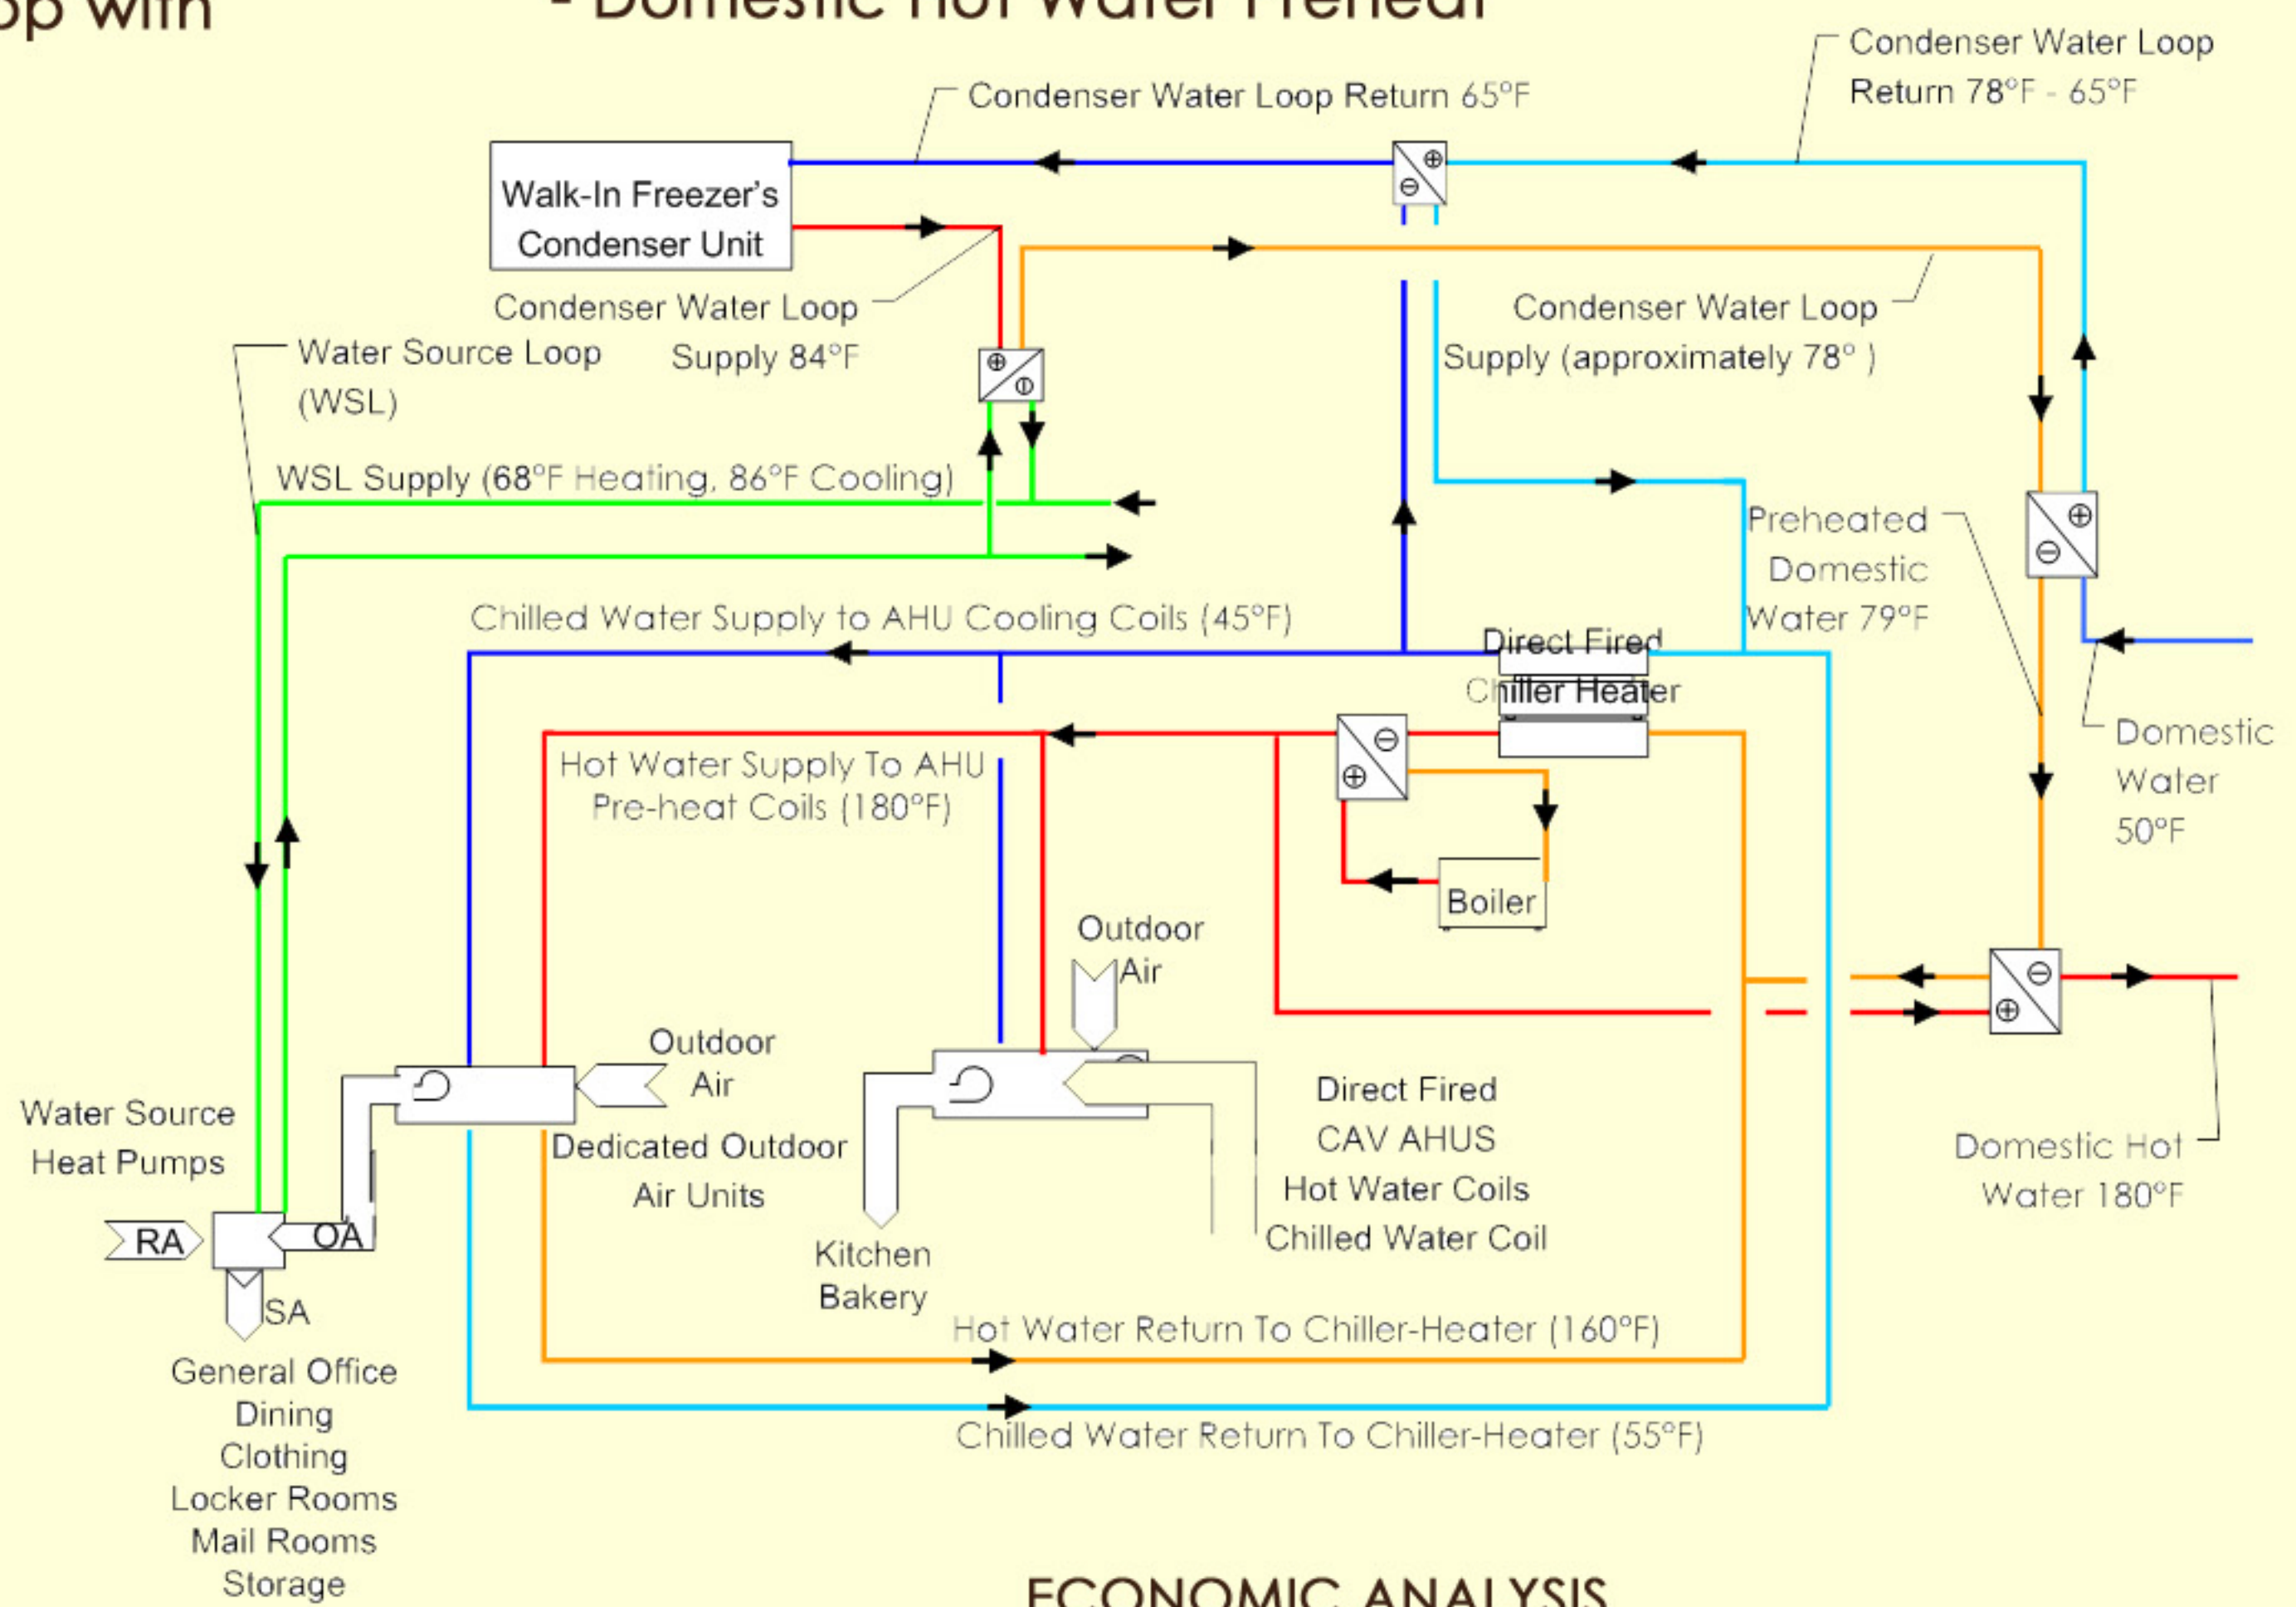 op with
- Domestic Hot Water Preheat
Condenser Water Loop
Return 78°F - 65°F
Condenser Water Loop Return 65°F
Walk-In Freezer's
Condenser Unit
Condenser Water Loop
Supply 84°F
Condenser Water Loop
Supply (approximately 78° )
Water Source Loop
(WSL)
WSL Supply (68°F Heating, 86°F Cooling)
Preheated
Domestic
Water 79°F
Chilled Water Supply to AHU Cooling Coils (45°F)
Direct Fired
Chiller Heater
Domestic
Water
50°F
Hot Water Supply To AHU
Pre-heat Coils (180°F)
Boiler
Outdoor
Air
Outdoor
Air
Dedicated Outdoor
Air Units
Direct Fired
CAV AHUS
Hot Water Coils
Chilled Water Coil
Domestic Hot
Water 180°F
Water Source
Heat Pumps
RA
OA
SA
Kitchen
Bakery
General Office
Dining
Clothing
Locker Rooms
Mail Rooms
Storage
Hot Water Return To Chiller-Heater (160°F)
Chilled Water Return To Chiller-Heater (55°F)
ECONOMIC ANALYSIS